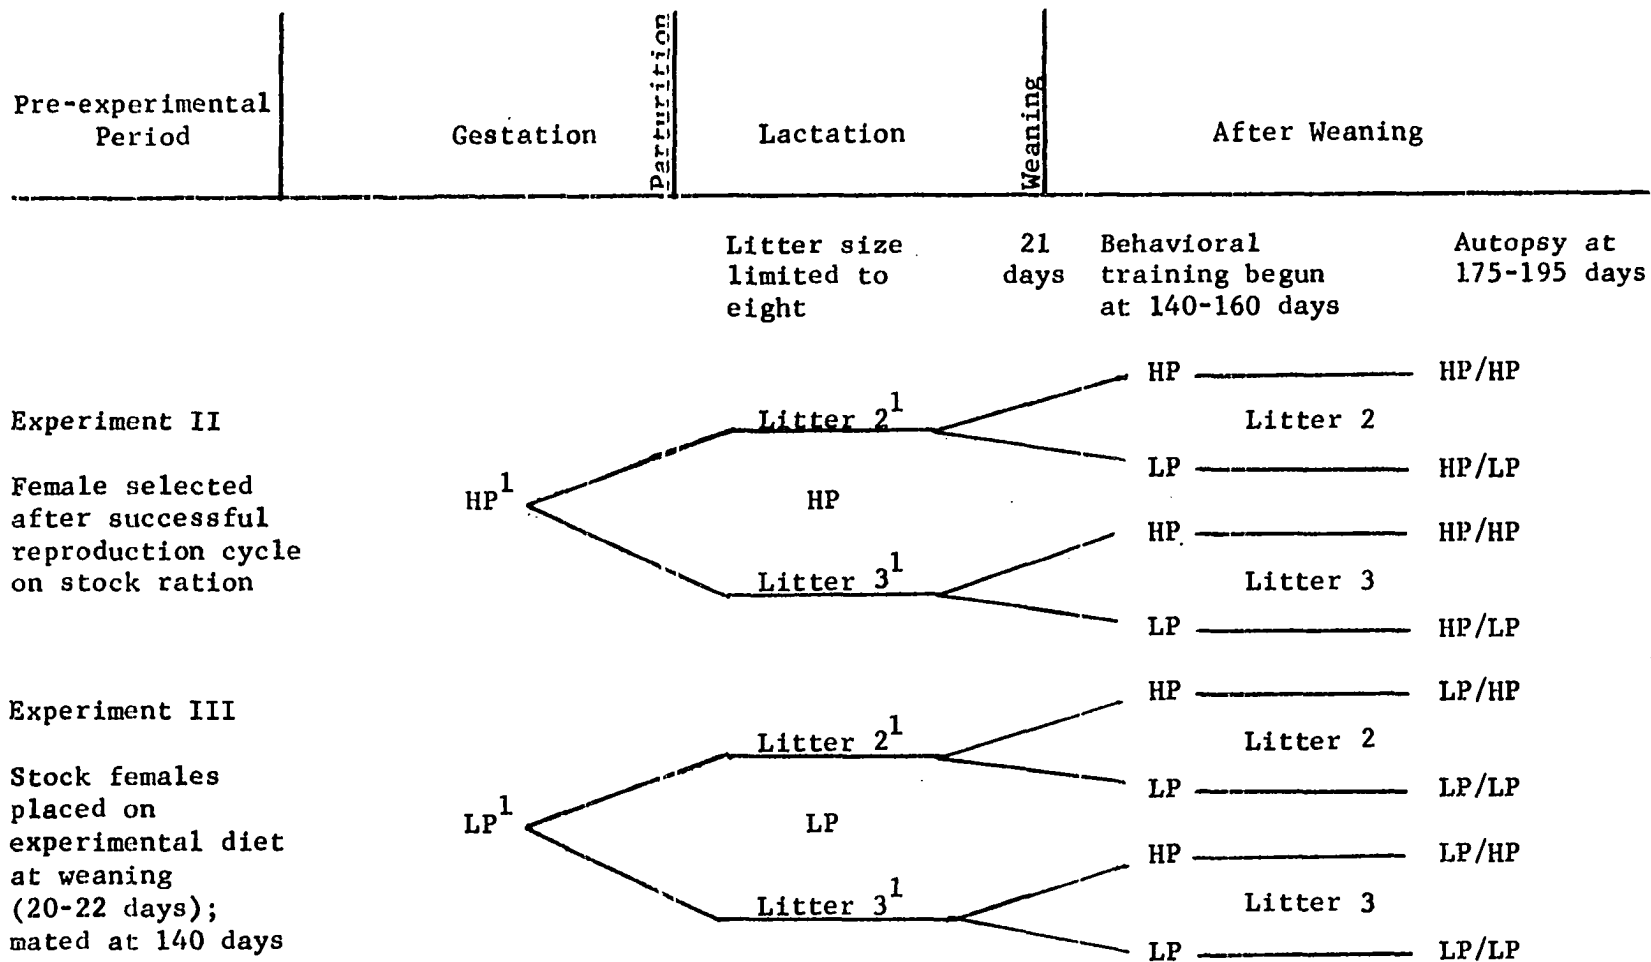 Pre-experimental
Period
Gestation
Parturition
Lactation
Weaning
After Weaning
Litter size
limited to
eight
21
days
Behavioral
training begun
at 140-160 days
Autopsy at
175-195 days
Experiment II
Female selected
after successful
reproduction cycle
on stock ration
HP1
Litter 21
HP
Litter 31
HP
HP/HP
Litter 2
LP
HP/LP
HP
HP/HP
Litter 3
LP
HP/LP
Experiment III
Stock females
placed on
experimental diet
at weaning
(20-22 days);
mated at 140 days
LP1
Litter 21
LP
Litter 31
HP
LP/HP
Litter 2
LP
LP/LP
HP
LP/HP
Litter 3
LP
LP/LP